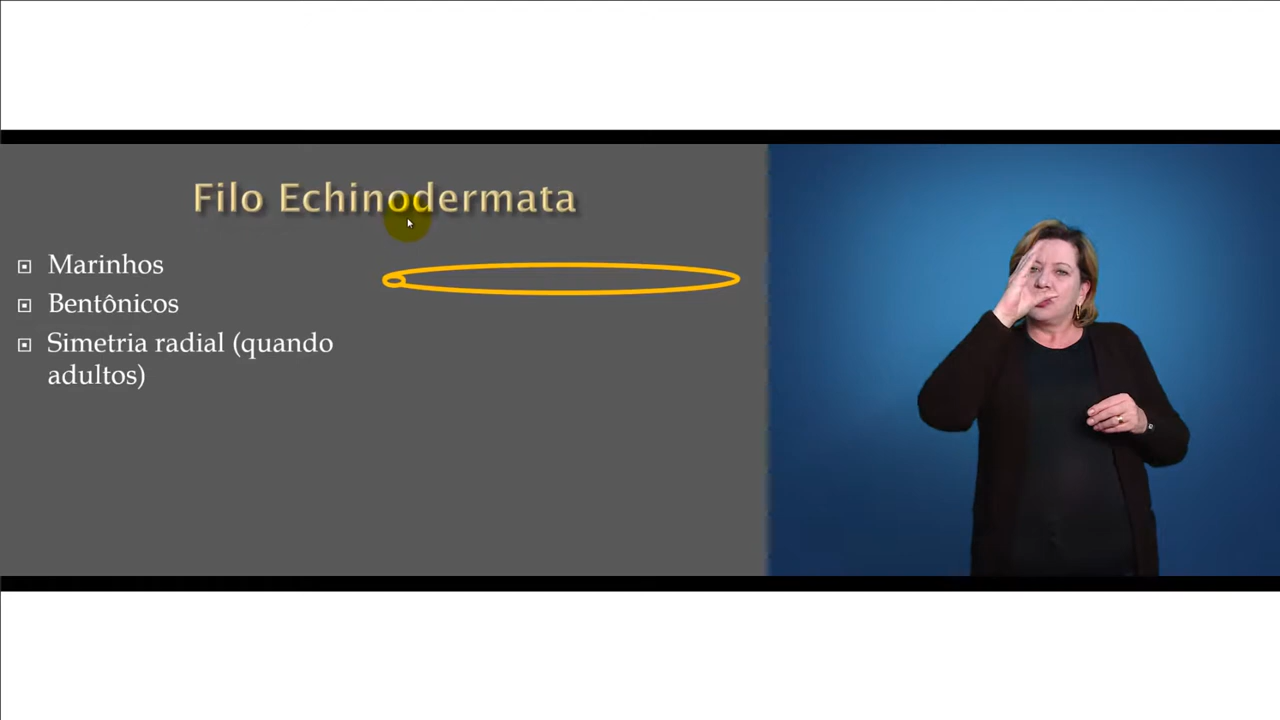 Filo Echinodermata
Marinhos
Bentônicos
Simetria radial (quando
adultos)